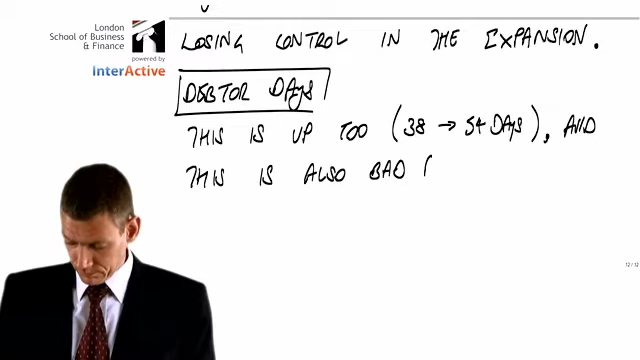 London
School of Business
& Finance
powered by
InterActive
LOSING CONTROL IN THE EXPANSION.
DEBTOR DAYS
THIS IS UP TOO (38 → 54 DAYS), AND
THIS IS ALSO BAD (
12 / 12